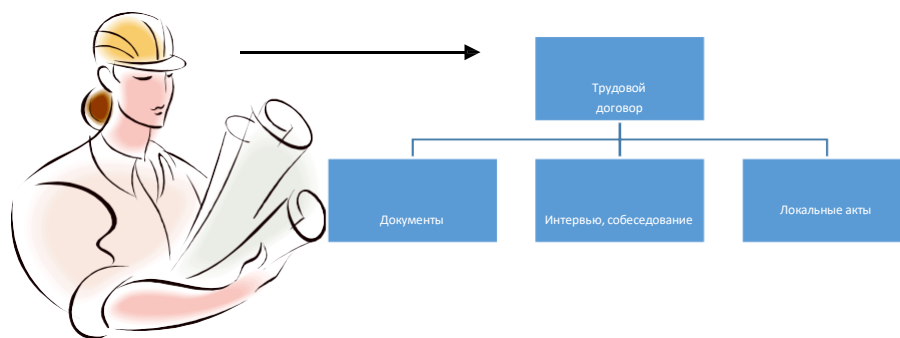 Трудовой
договор
Документы
Интервью, собеседование
Локальные акты